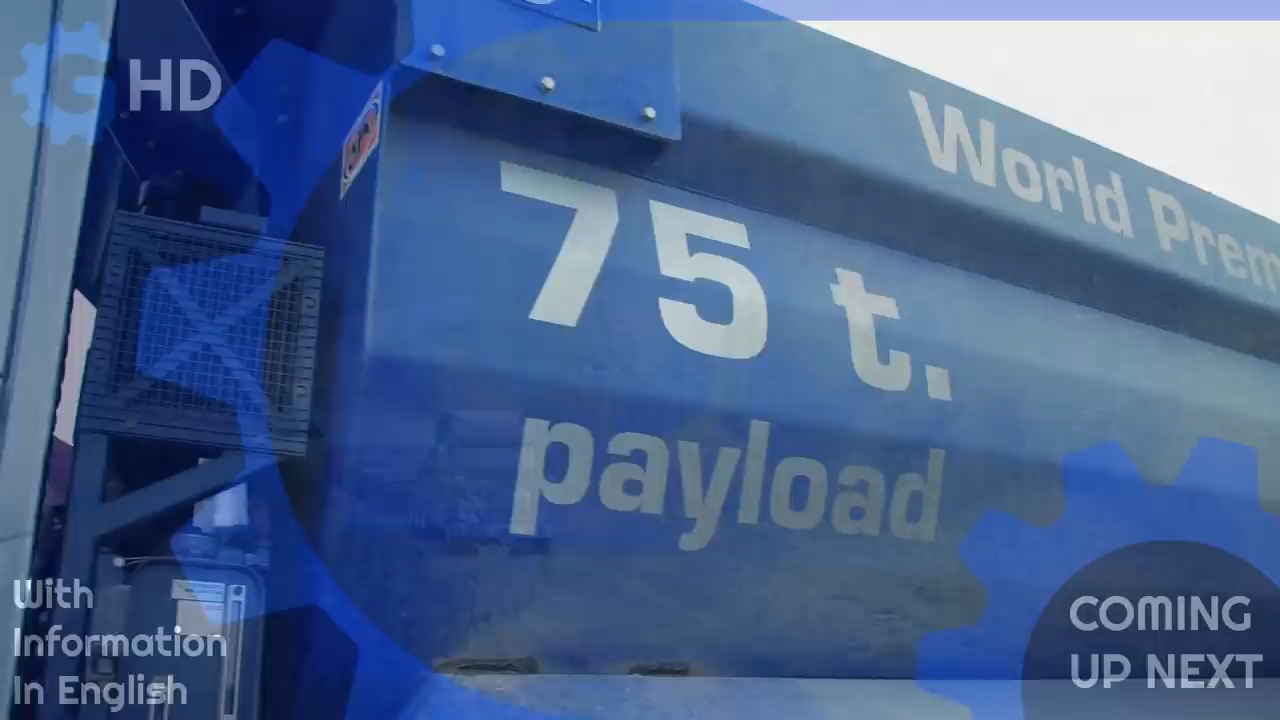 HD
World Prem
75 t.
payload
With
Information
In English
COMING
UP NEXT